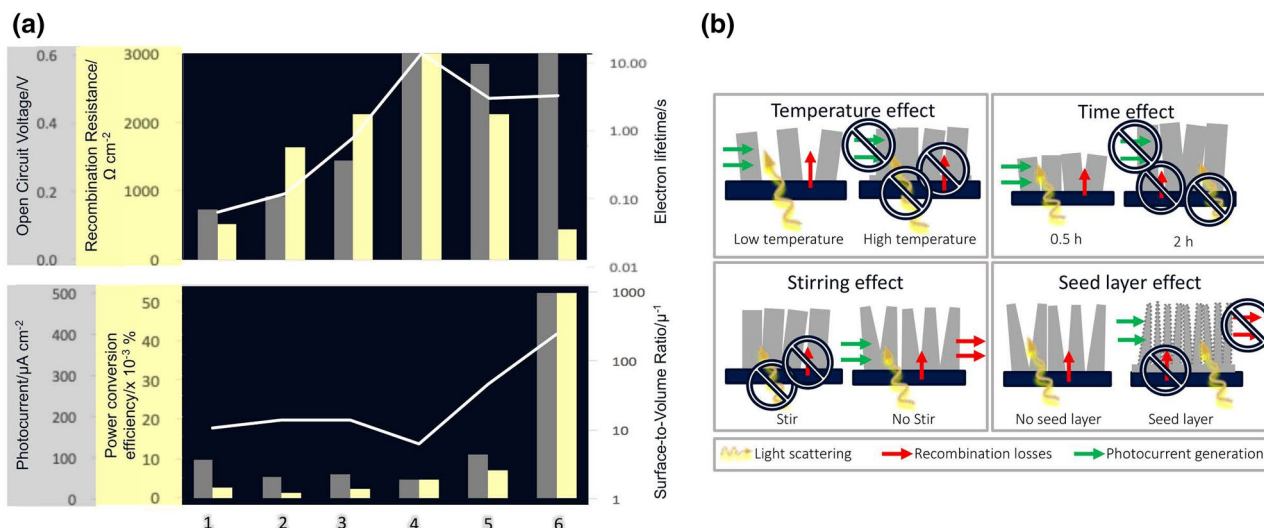 (a)
Open Circuit Voltage/V
0.6
0.4
0.2
0.0
Recombination Resistance/
Ω cm-2
3000
2000
1000
0
10.00
1.00
0.10
0.01
Electron lifetime/s
Photocurrent/µA cm-2
500
400
300
200
100
0
Power conversion
efficiency/x 10-3 %
50
40
30
20
10
0
1000
100
10
1
Surface-to-Volume Ratio/µ-1
1 2 3 4 5 6
(b)
Temperature effect
Low temperature High temperature
Time effect
0.5 h 2 h
Stirring effect
Stir No Stir
Seed layer effect
No seed layer Seed layer
Light scattering Recombination losses Photocurrent generation